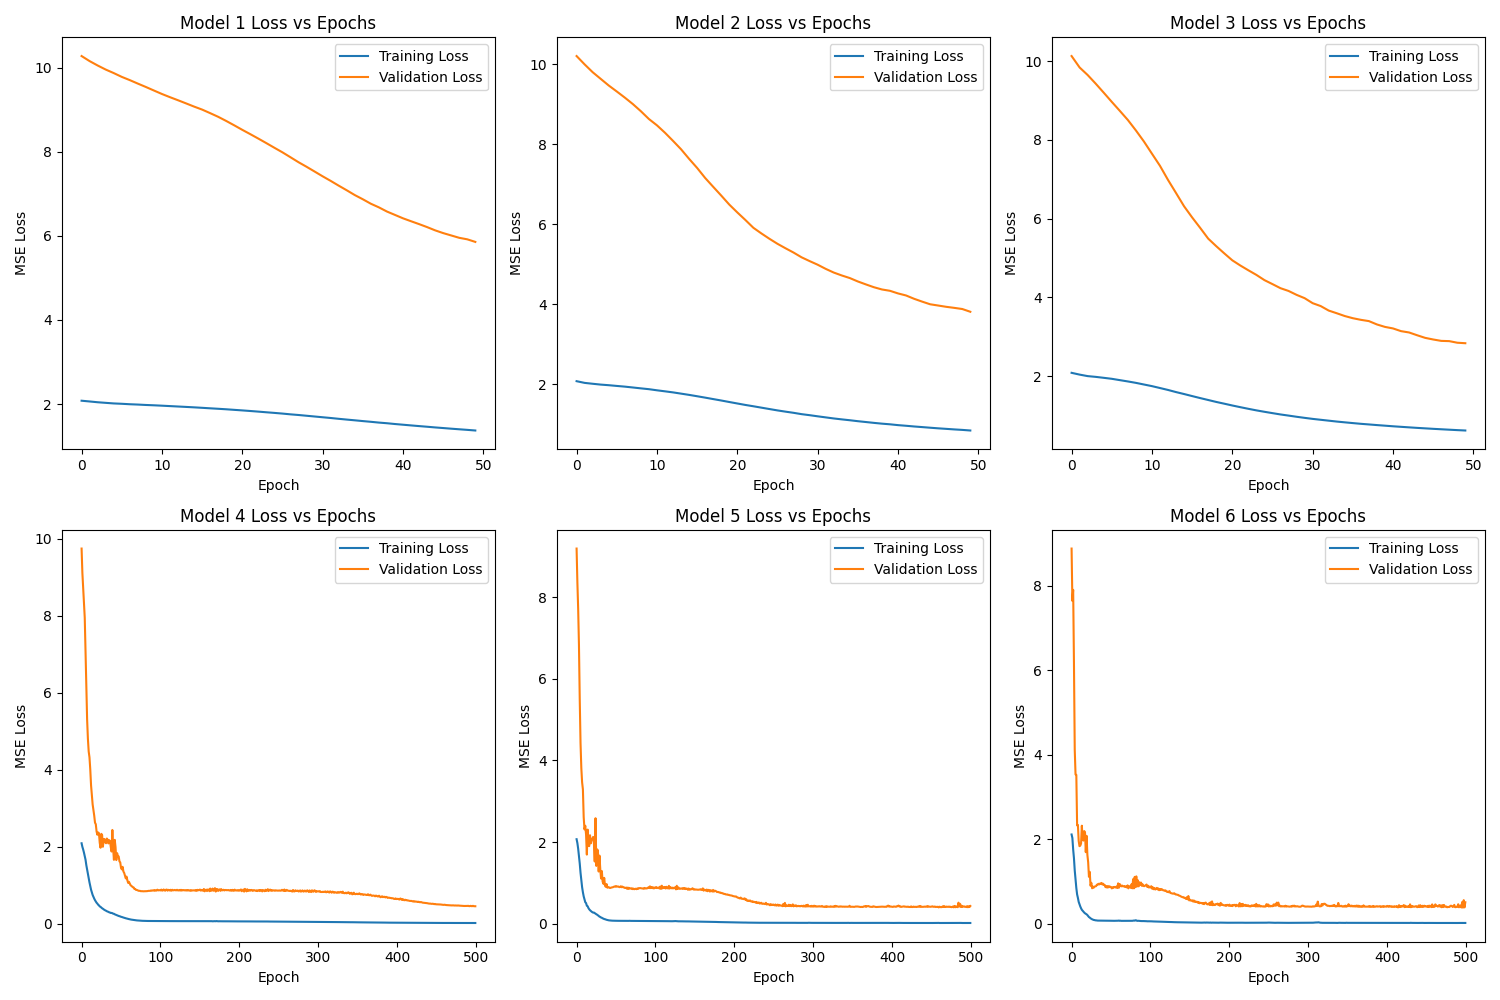 Model 1 Loss vs Epochs
Training Loss
Validation Loss
10
8
6
4
2
MSE Loss
0 10 20 30 40 50
Epoch
Model 2 Loss vs Epochs
Training Loss
Validation Loss
10
8
6
4
2
MSE Loss
0 10 20 30 40 50
Epoch
Model 3 Loss vs Epochs
Training Loss
Validation Loss
10
8
6
4
2
MSE Loss
0 10 20 30 40 50
Epoch
Model 4 Loss vs Epochs
Training Loss
Validation Loss
10
8
6
4
2
0
MSE Loss
0 100 200 300 400 500
Epoch
Model 5 Loss vs Epochs
Training Loss
Validation Loss
8
6
4
2
0
MSE Loss
0 100 200 300 400 500
Epoch
Model 6 Loss vs Epochs
Training Loss
Validation Loss
8
6
4
2
0
MSE Loss
0 100 200 300 400 500
Epoch